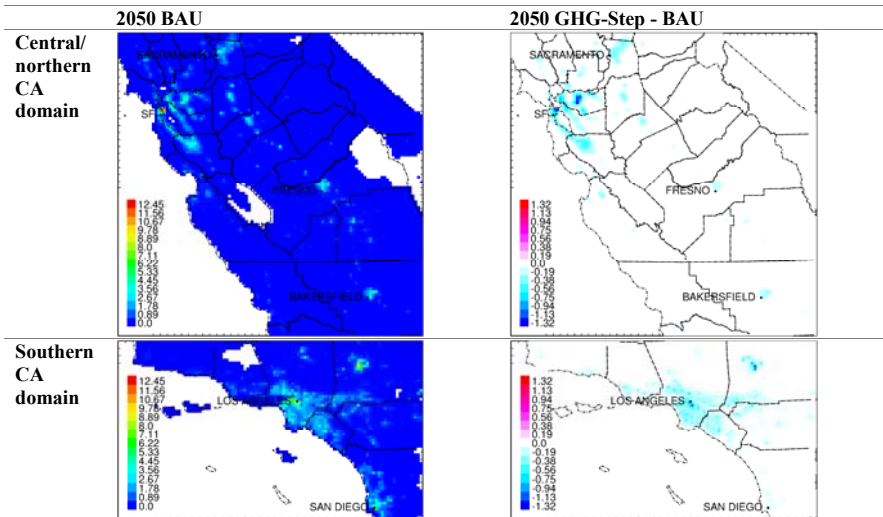 2050 BAU
2050 GHG-Step - BAU
Central/
northern
CA
domain
SACRAMENTO
SF
FRESNO
BAKERSFIELD
12.45
11.56
10.67
9.78
8.89
8.0
7.11
6.22
5.33
4.45
3.56
2.67
1.78
0.89
0.0
SACRAMENTO
SF
FRESNO
BAKERSFIELD
1.32
1.13
0.94
0.75
0.56
0.38
0.19
0.0
-0.19
-0.38
-0.56
-0.75
-0.94
-1.13
-1.32
Southern
CA
domain
LOS ANGELES
SAN DIEGO
12.45
11.56
10.67
9.78
8.89
8.0
7.11
6.22
5.33
4.45
3.56
2.67
1.78
0.89
0.0
LOS ANGELES
SAN DIEGO
1.32
1.13
0.94
0.75
0.56
0.38
0.19
0.0
-0.19
-0.38
-0.56
-0.75
-0.94
-1.13
-1.32